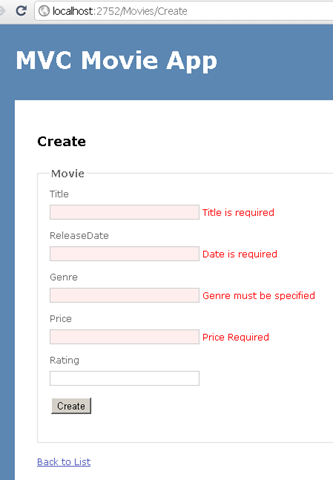 localhost:2752/Movies/Create
MVC Movie App
Create
Movie
Title
Title is required
ReleaseDate
Date is required
Genre
Genre must be specified
Price
Price Required
Rating
Create
Back to List